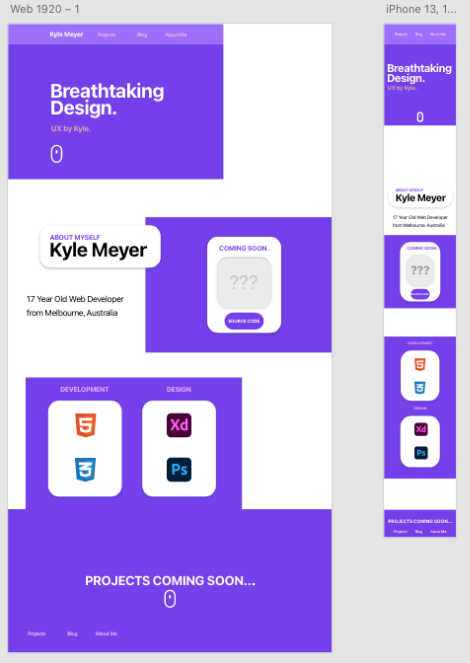 Web 1920 – 1
Kyle Meyer Projects Blog About Me
Breathtaking
Design.
UX by Kyle.
ABOUT MYSELF
Kyle Meyer
17 Year Old Web Developer
from Melbourne, Australia
COMING SOON..
???
SOURCE CODE
DEVELOPMENT
DESIGN
5
3
Xd
Ps
PROJECTS COMING SOON...
Projects Blog About Me
iPhone 13, 1...
Projects Blog About Me
Breathtaking
Design.
UX by Kyle.
ABOUT MYSELF
Kyle Meyer
17 Year Old Web Developer
from Melbourne, Australia
COMING SOON..
???
DEVELOPMENT
5
3
DESIGN
Xd
Ps
PROJECTS COMING SOON...
Projects Blog About Me